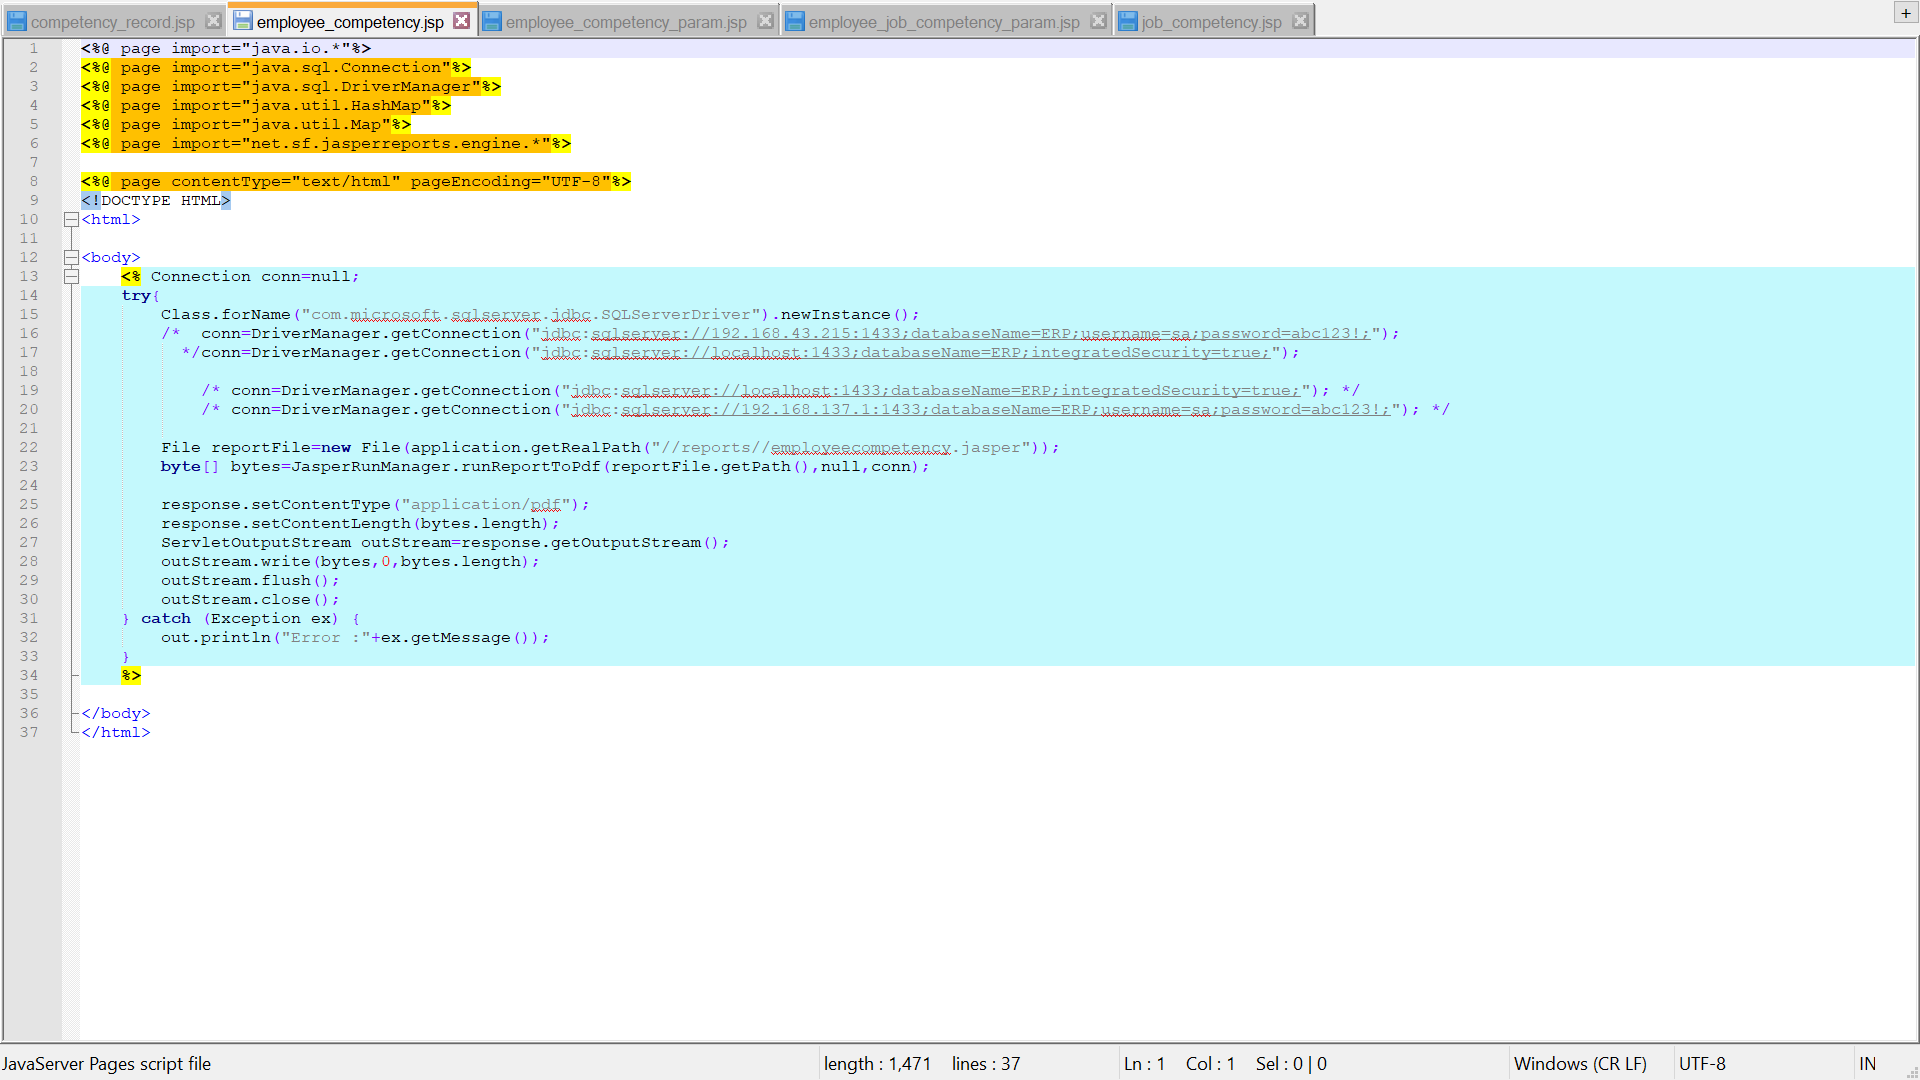 competency_record.jsp employee_competency.jsp employee_competency_param.jsp employee_job_competency_param.jsp job_competency.jsp +
1 <%@ page import="java.io.*"%>
2 <%@ page import="java.sql.Connection"%>
3 <%@ page import="java.sql.DriverManager"%>
4 <%@ page import="java.util.HashMap"%>
5 <%@ page import="java.util.Map"%>
6 <%@ page import="net.sf.jasperreports.engine.*"%>
7
8 <%@ page contentType="text/html" pageEncoding="UTF-8"%>
9 <!DOCTYPE HTML>
10 <html>
11
12 <body>
13 <% Connection conn=null;
14 try{
15 Class.forName("com.microsoft.sqlserver.jdbc.SQLServerDriver").newInstance();
16 /*  conn=DriverManager.getConnection("jdbc:sqlserver://192.168.43.215:1433;databaseName=ERP;username=sa;password=abc123!;");
17 */conn=DriverManager.getConnection("jdbc:sqlserver://localhost:1433;databaseName=ERP;integratedSecurity=true;");
18
19 /* conn=DriverManager.getConnection("jdbc:sqlserver://localhost:1433;databaseName=ERP;integratedSecurity=true;"); */
20 /* conn=DriverManager.getConnection("jdbc:sqlserver://192.168.137.1:1433;databaseName=ERP;username=sa;password=abc123!;"); */
21
22 File reportFile=new File(application.getRealPath("//reports//employeecompetency.jasper"));
23 byte[] bytes=JasperRunManager.runReportToPdf(reportFile.getPath(),null,conn);
24
25 response.setContentType("application/pdf");
26 response.setContentLength(bytes.length);
27 ServletOutputStream outStream=response.getOutputStream();
28 outStream.write(bytes,0,bytes.length);
29 outStream.flush();
30 outStream.close();
31 } catch (Exception ex) {
32 out.println("Error :"+ex.getMessage());
33 }
34 %>
35
36 </body>
37 </html>
JavaServer Pages script file length : 1,471 lines : 37 Ln : 1 Col : 1 Sel : 0 | 0 Windows (CR LF) UTF-8 IN